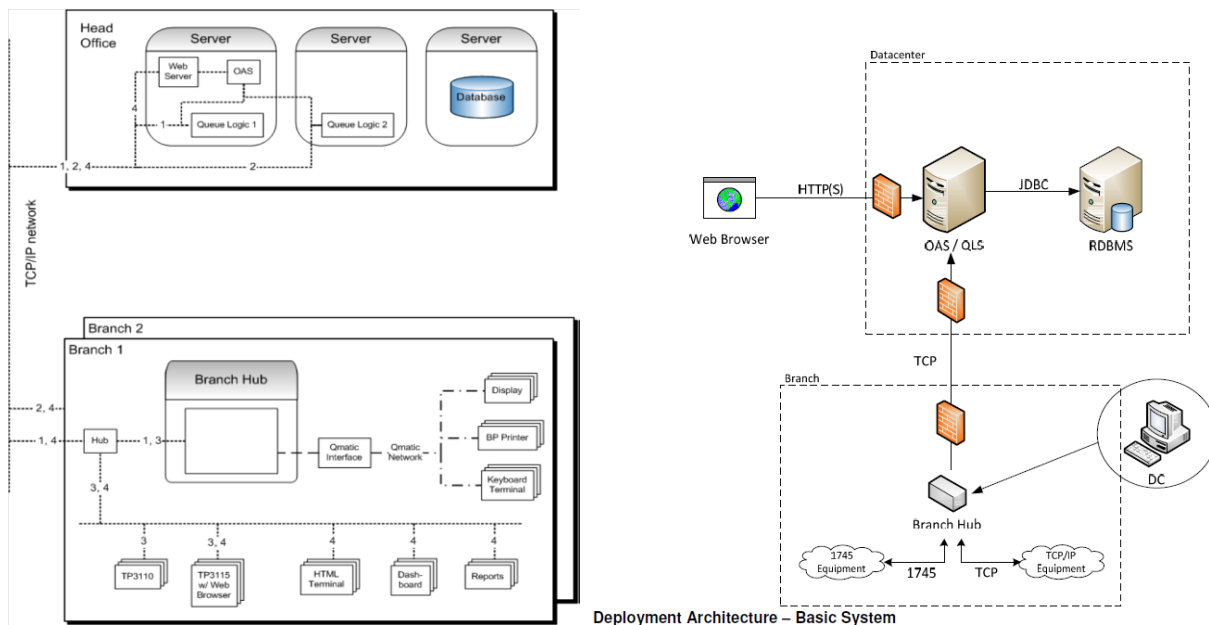 Head
Office
Server
Server
Server
Web
Server
OAS
Database
4
1
Queue Logic 1
Queue Logic 2
1, 2, 4
2
TCP/IP network
Branch 2
Branch 1
Branch Hub
Display
2, 4
1, 4
Hub
1, 3
Qmatic
Interface
Qmatic
Network
BP Printer
Keyboard
Terminal
3, 4
3
3, 4
4
4
4
TP3110
TP3115
w/ Web
Browser
HTML
Terminal
Dash-
board
Reports
Datacenter
HTTP(S)
JDBC
Web Browser
OAS / QLS
RDBMS
TCP
Branch
DC
Branch Hub
1745
Equipment
1745
TCP
TCP/IP
Equipment
Deployment Architecture – Basic System